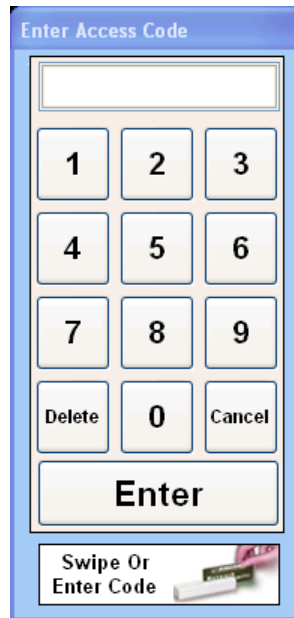 Enter Access Code
1 2 3
4 5 6
7 8 9
Delete 0 Cancel
Enter
Swipe Or
Enter Code